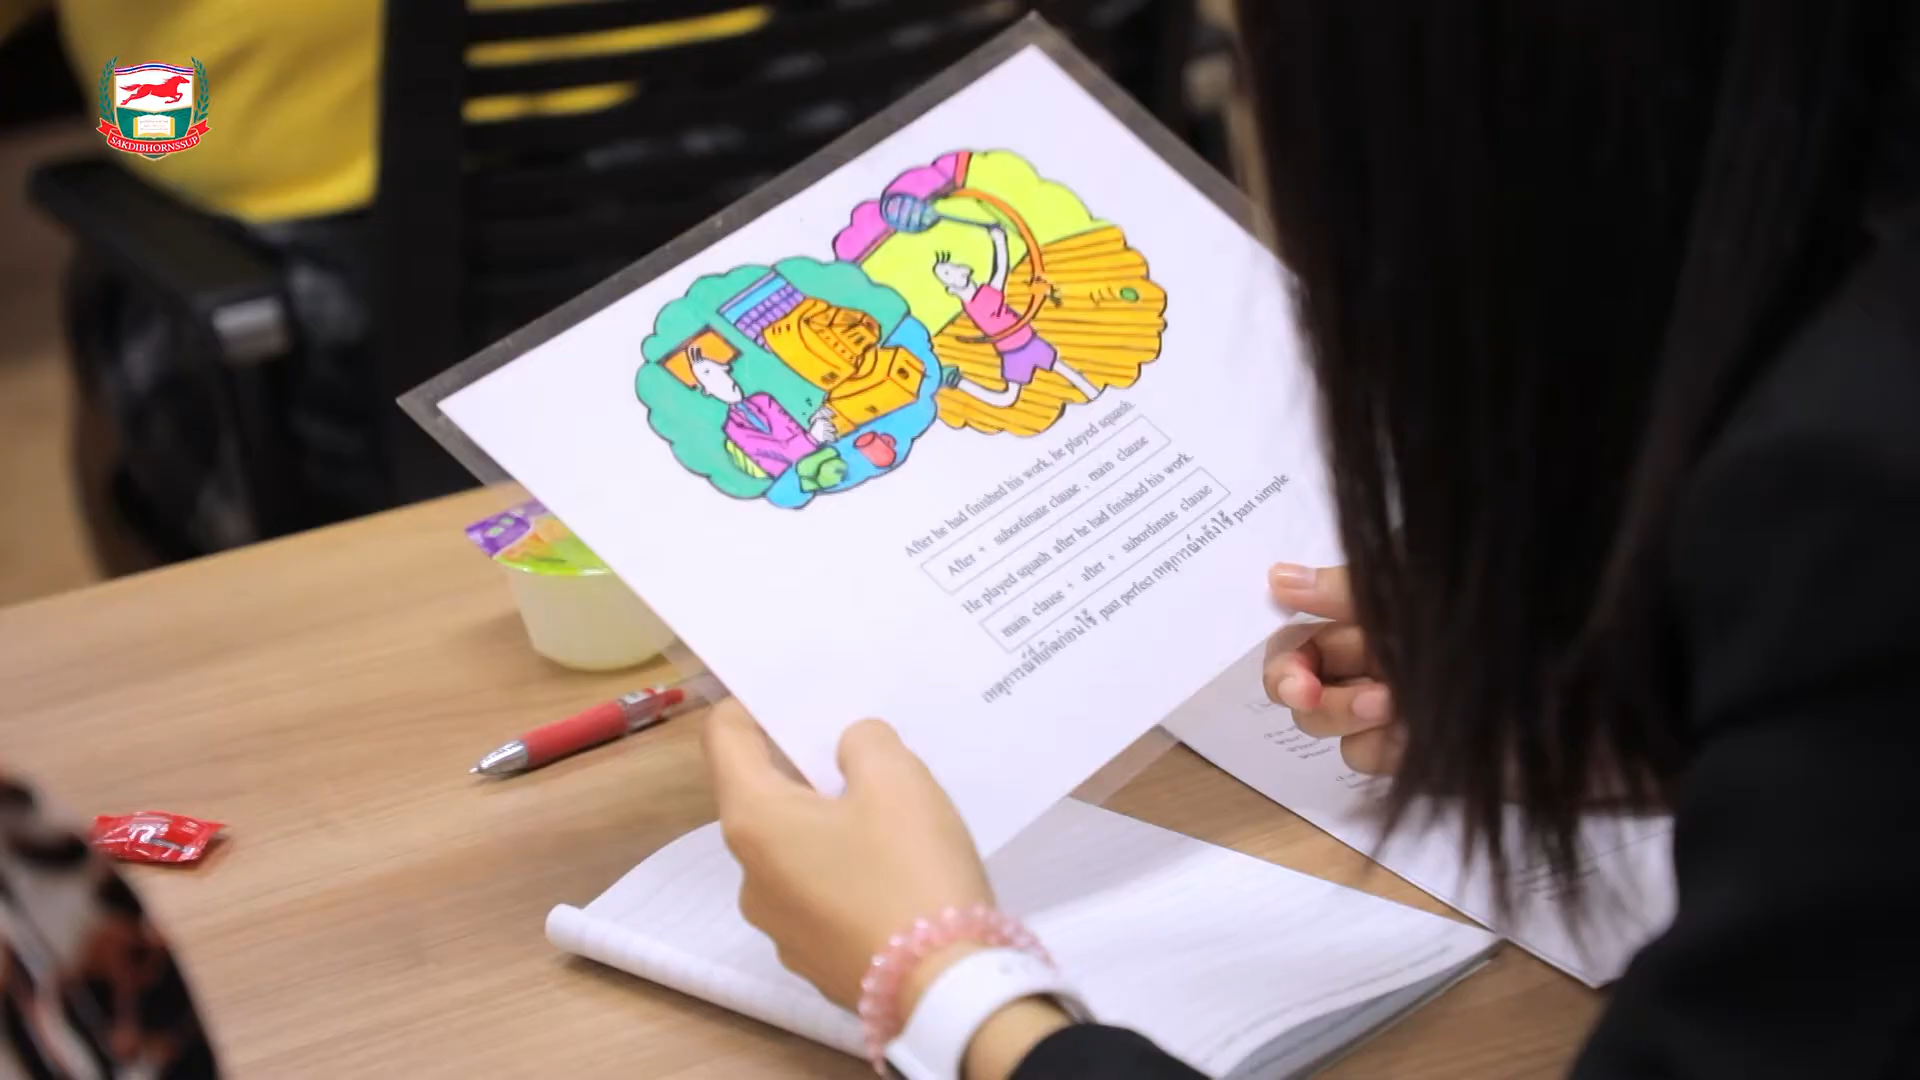 SAKDIBHORNSSUP
After he had finished his work, he played squash.
After + subordinate clause , main clause
He played squash after he had finished his work.
main clause + after + subordinate clause
เหตุการณ์ที่เกิดก่อนใช้ past perfect เหตุการณ์หลังใช้ past simple